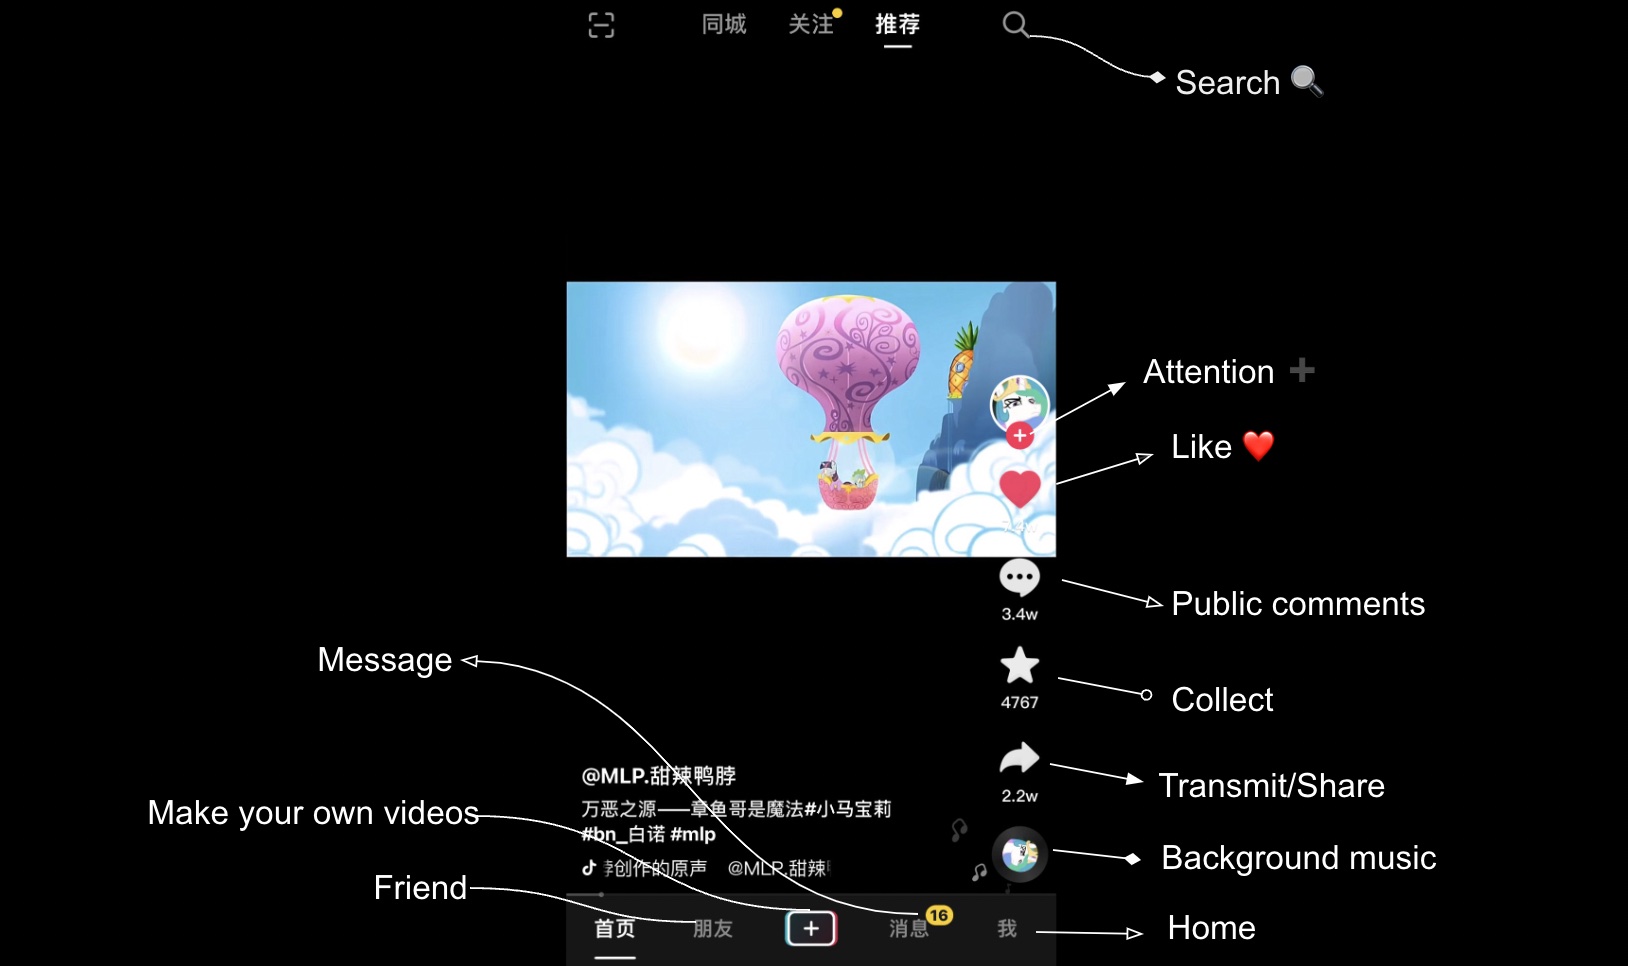 同城 关注 推荐
Search 🔍
Attention ➕
Like ❤️
3.4w
Public comments
Message
4767
Collect
@MLP.甜辣鸭脖
Transmit/Share
2.2w
Make your own videos
万恶之源——章鱼哥是魔法#小马宝莉
#bn_白诺 #mlp
创作的原声 @MLP.甜辣
Background music
Friend
首页 朋友 消息 16 我
Home